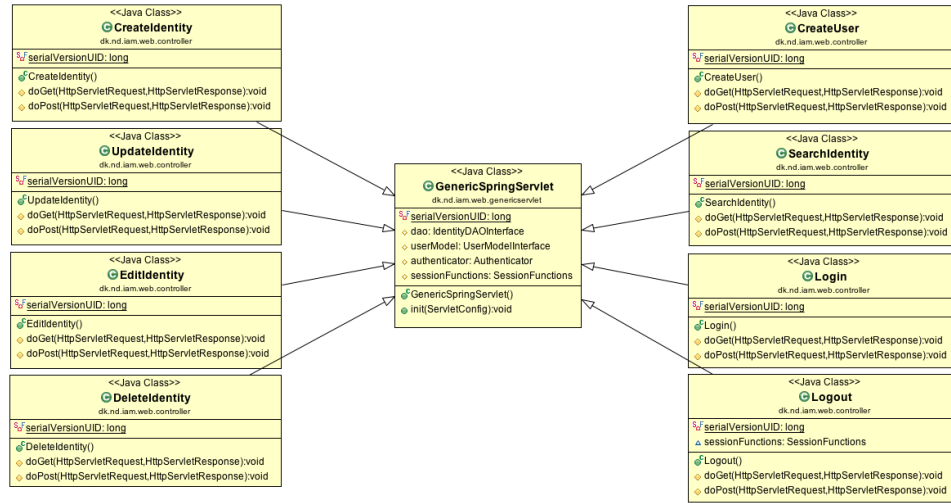 <<Java Class>>
CreateIdentity
dk.nd.iam.web.controller
serialVersionUID: long
CreateIdentity()
doGet(HttpServletRequest,HttpServletResponse):void
doPost(HttpServletRequest,HttpServletResponse):void
<<Java Class>>
UpdateIdentity
dk.nd.iam.web.controller
serialVersionUID: long
UpdateIdentity()
doGet(HttpServletRequest,HttpServletResponse):void
doPost(HttpServletRequest,HttpServletResponse):void
<<Java Class>>
EditIdentity
dk.nd.iam.web.controller
serialVersionUID: long
EditIdentity()
doGet(HttpServletRequest,HttpServletResponse):void
doPost(HttpServletRequest,HttpServletResponse):void
<<Java Class>>
DeleteIdentity
dk.nd.iam.web.controller
serialVersionUID: long
DeleteIdentity()
doGet(HttpServletRequest,HttpServletResponse):void
doPost(HttpServletRequest,HttpServletResponse):void
<<Java Class>>
GenericSpringServlet
dk.nd.iam.web.genericservlet
serialVersionUID: long
dao: IdentityDAOInterface
userModel: UserModelInterface
authenticator: Authenticator
sessionFunctions: SessionFunctions
GenericSpringServlet()
init(ServletConfig):void
<<Java Class>>
CreateUser
dk.nd.iam.web.controller
serialVersionUID: long
CreateUser()
doGet(HttpServletRequest,HttpServletResponse):void
doPost(HttpServletRequest,HttpServletResponse):void
<<Java Class>>
SearchIdentity
dk.nd.iam.web.controller
serialVersionUID: long
SearchIdentity()
doGet(HttpServletRequest,HttpServletResponse):void
doPost(HttpServletRequest,HttpServletResponse):void
<<Java Class>>
Login
dk.nd.iam.web.controller
serialVersionUID: long
Login()
doGet(HttpServletRequest,HttpServletResponse):void
doPost(HttpServletRequest,HttpServletResponse):void
<<Java Class>>
Logout
dk.nd.iam.web.controller
serialVersionUID: long
sessionFunctions: SessionFunctions
Logout()
doGet(HttpServletRequest,HttpServletResponse):void
doPost(HttpServletRequest,HttpServletResponse):void